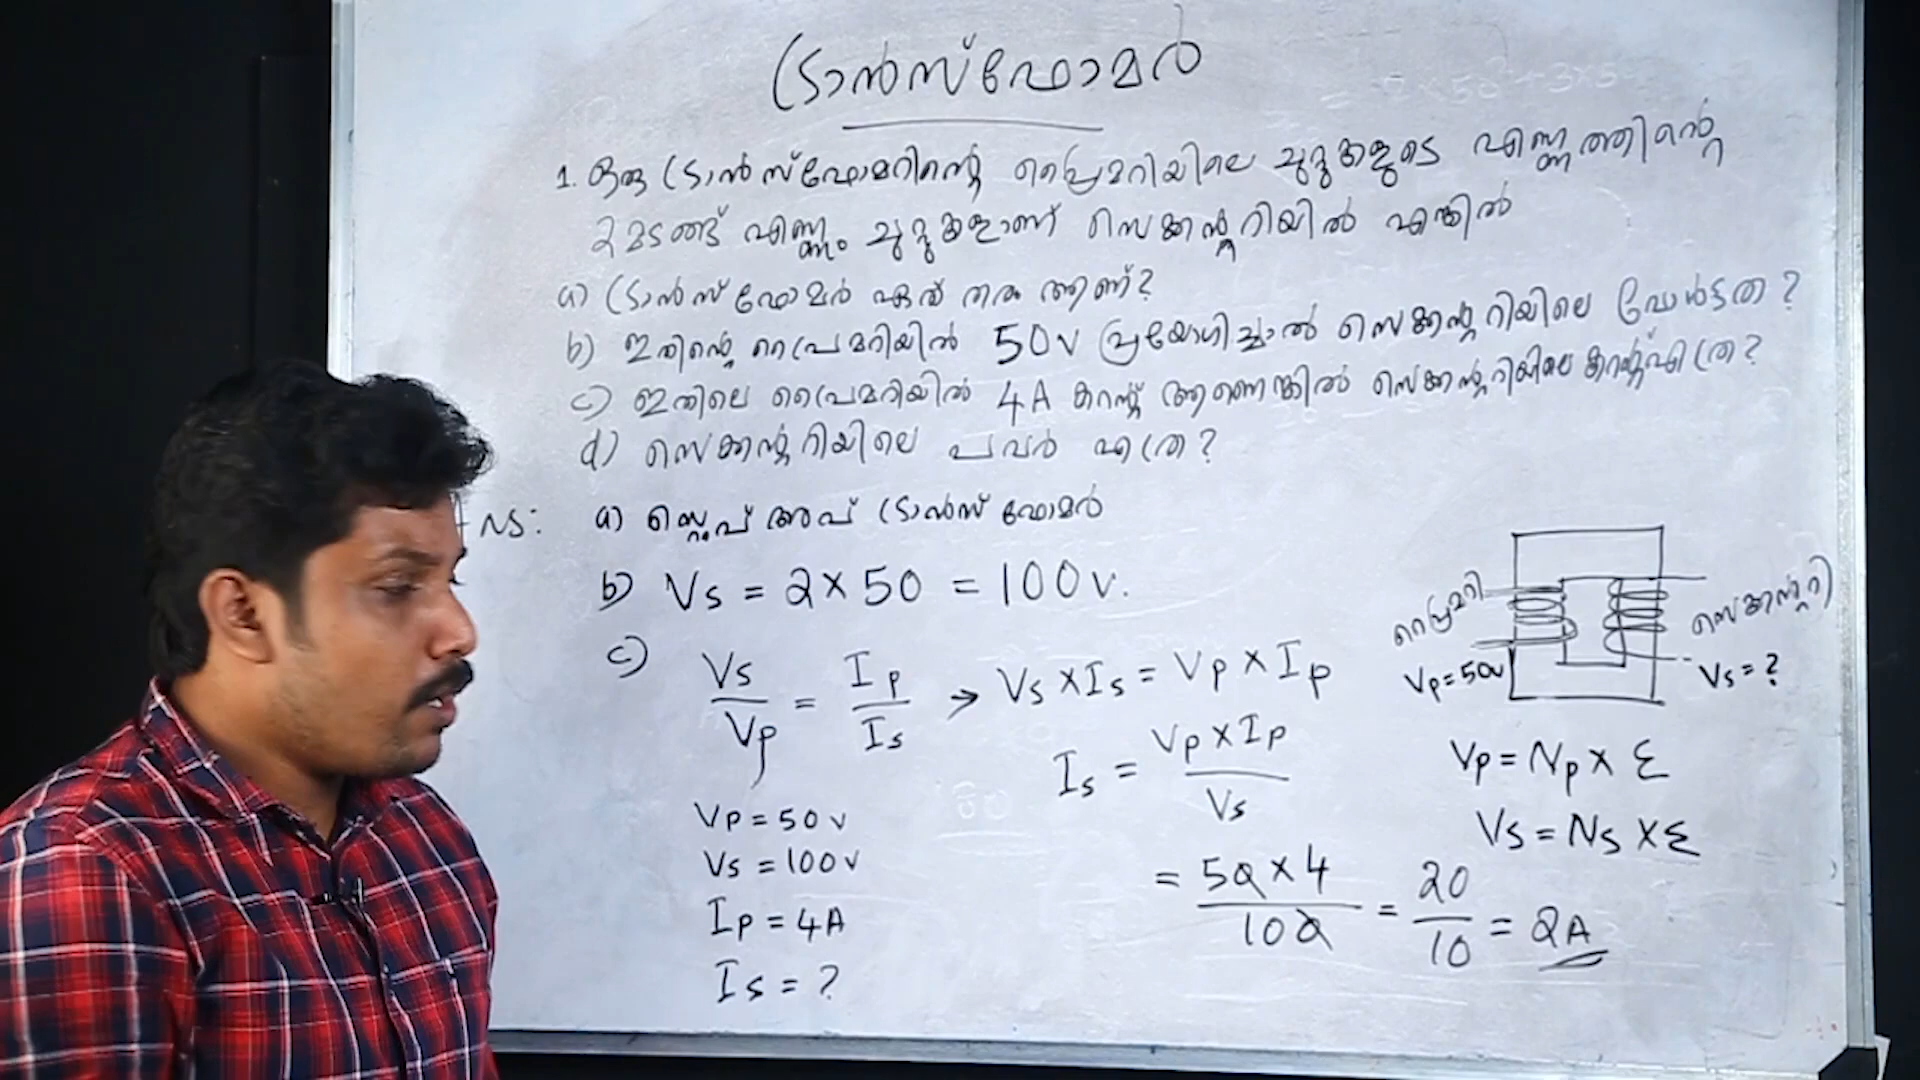 ട്രാൻസ്ഫോമർ
1. ഒരു ട്രാൻസ്ഫോമറിന്റെ പ്രൈമറിയിലെ ചുറ്റുകളുടെ എണ്ണത്തിന്റെ
2 മടങ്ങ് എണ്ണം ചുറ്റുകളാണ് സെക്കന്ററിയിൽ എങ്കിൽ
a) ട്രാൻസ്ഫോമർ ഏത് തരം ആണ്?
b) ഇതിന്റെ പ്രൈമറിയിൽ 50V പ്രയോഗിച്ചാൽ സെക്കന്ററിയിലെ വോൾട്ടത?
c) ഇതിലെ പ്രൈമറിയിൽ 4A കറന്റ് ആണെങ്കിൽ സെക്കന്ററിയിലെ കറന്റ് എത്ര?
d) സെക്കന്ററിയിലെ പവർ എത്ര?
NS: a) സ്റ്റെപ് അപ് ട്രാൻസ്ഫോമർ
b) Vs = 2 × 50 = 100v.
c) Vs/Vp = Ip/Is → Vs × Is = Vp × Ip
Is = Vp × Ip / Vs
= 50 × 4 / 100 = 20/10 = 2A
Vp = 50v
Vs = 100v
Ip = 4A
Is = ?
പ്രൈമറി
സെക്കന്ററി
Vp = 50v
Vs = ?
Vp = Np × Ɛ
Vs = Ns × Ɛ